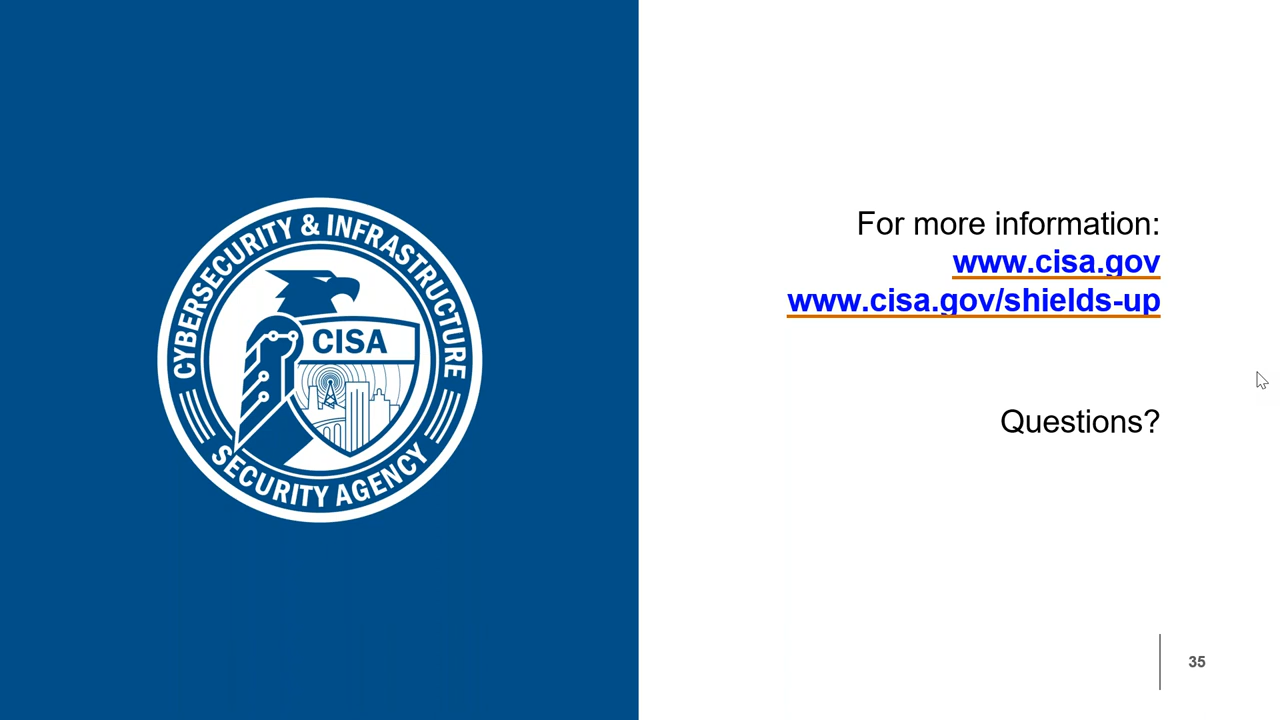 CYBERSECURITY & INFRASTRUCTURE
CISA
SECURITY AGENCY
For more information:
www.cisa.gov
www.cisa.gov/shields-up
Questions?
35